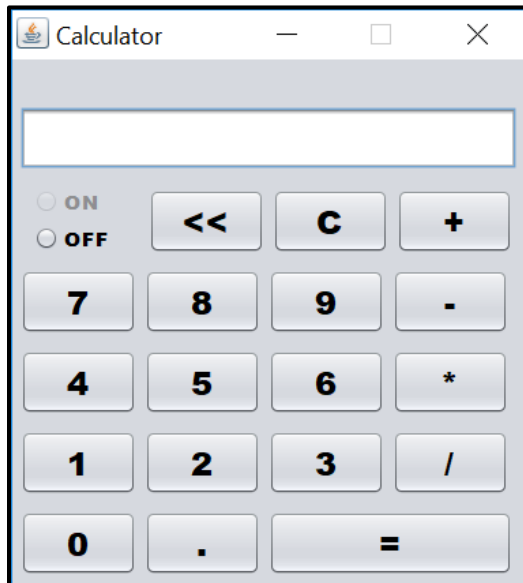 Calculator
ON
OFF
<< C +
7 8 9 -
4 5 6 *
1 2 3 /
0 . =